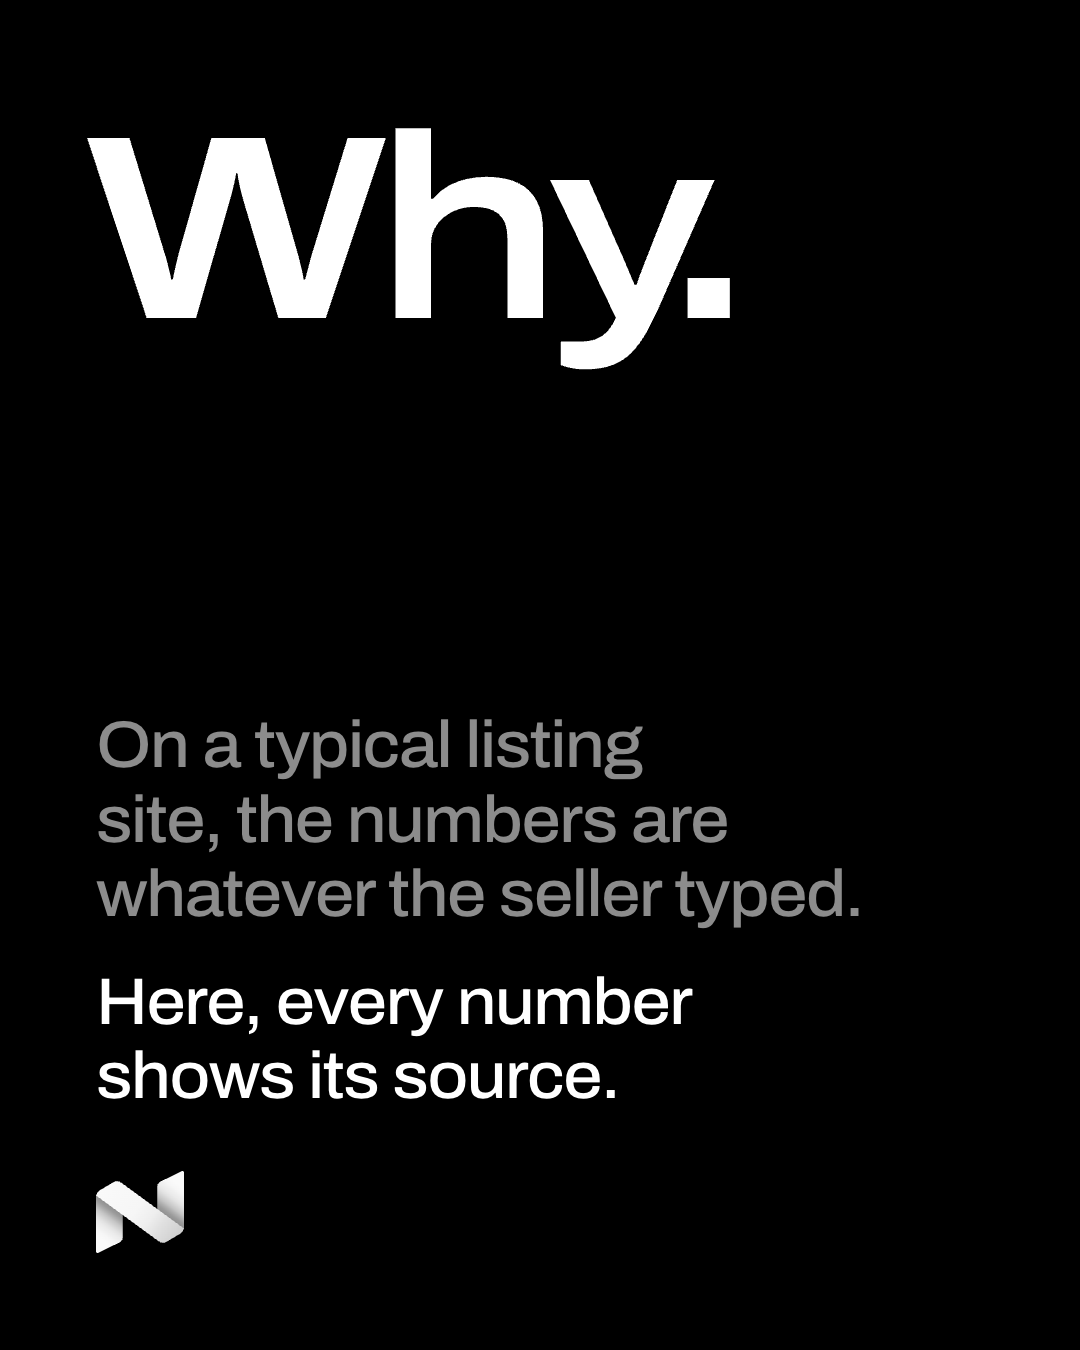 Why.
On a typical listing
site, the numbers are
whatever the seller typed.
Here, every number
shows its source.